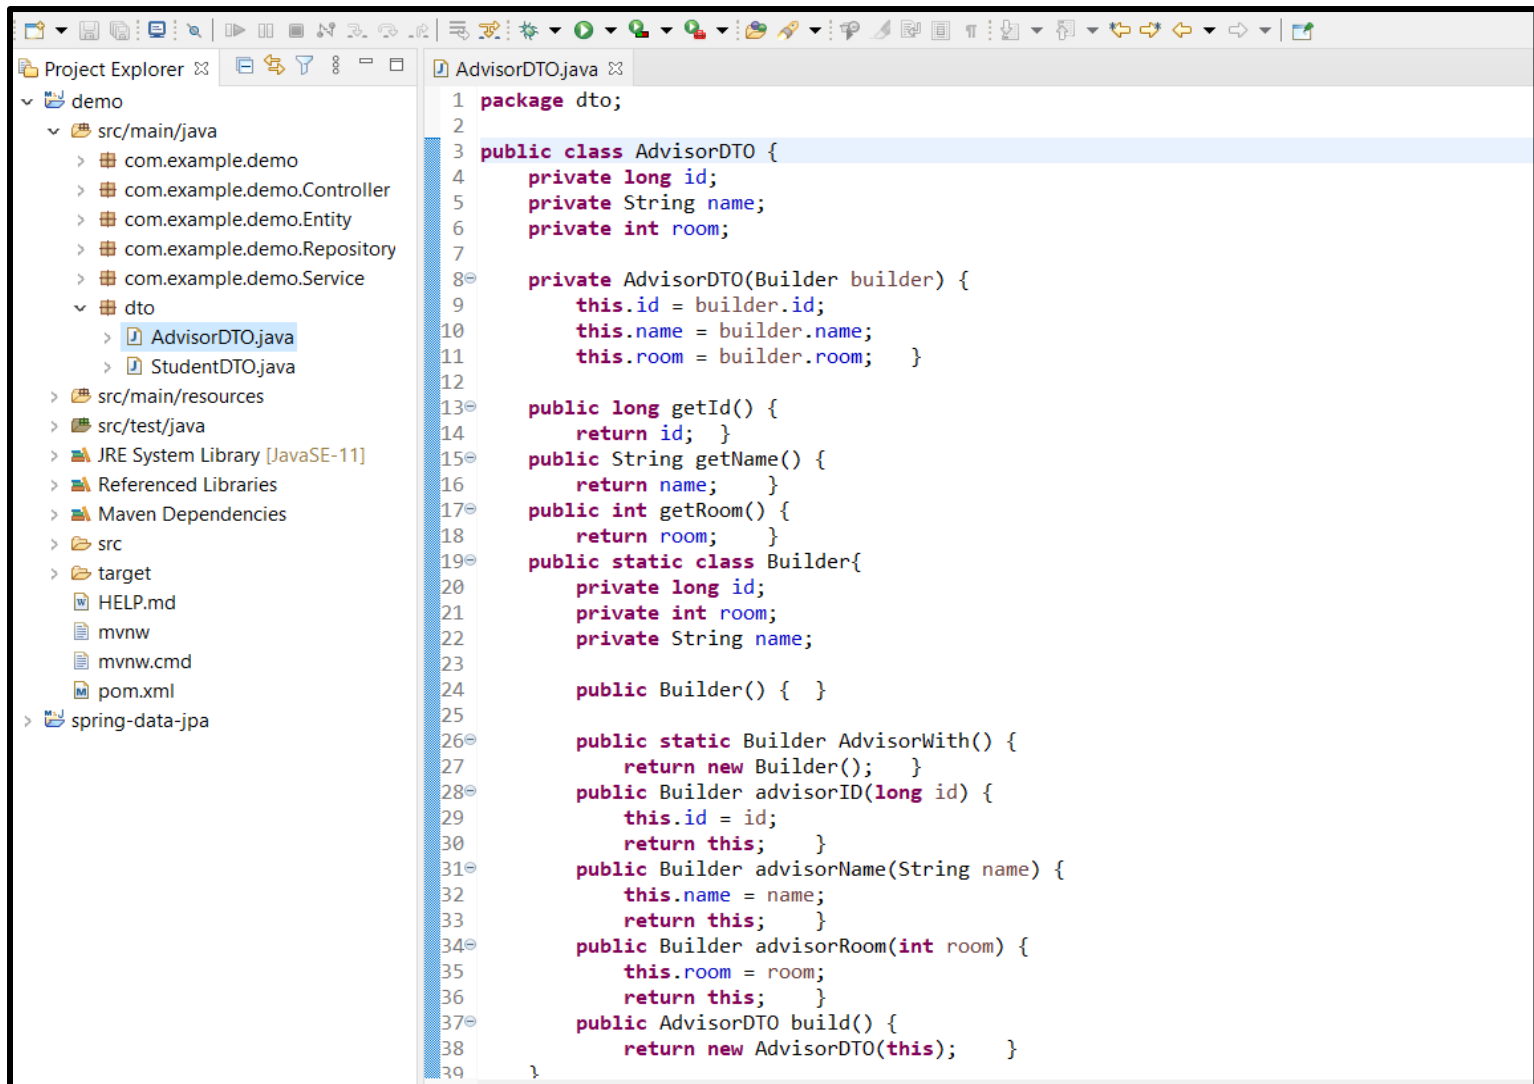 Project Explorer
demo
src/main/java
com.example.demo
com.example.demo.Controller
com.example.demo.Entity
com.example.demo.Repository
com.example.demo.Service
dto
AdvisorDTO.java
StudentDTO.java
src/main/resources
src/test/java
JRE System Library [JavaSE-11]
Referenced Libraries
Maven Dependencies
src
target
HELP.md
mvnw
mvnw.cmd
pom.xml
spring-data-jpa
AdvisorDTO.java
1 package dto;
2
3 public class AdvisorDTO {
4     private long id;
5     private String name;
6     private int room;
7
8     private AdvisorDTO(Builder builder) {
9         this.id = builder.id;
10         this.name = builder.name;
11         this.room = builder.room;   }
12
13     public long getId() {
14         return id;  }
15     public String getName() {
16         return name;    }
17     public int getRoom() {
18         return room;    }
19     public static class Builder{
20         private long id;
21         private int room;
22         private String name;
23
24         public Builder() {  }
25
26         public static Builder AdvisorWith() {
27             return new Builder();   }
28         public Builder advisorID(long id) {
29             this.id = id;
30             return this;    }
31         public Builder advisorName(String name) {
32             this.name = name;
33             return this;    }
34         public Builder advisorRoom(int room) {
35             this.room = room;
36             return this;    }
37         public AdvisorDTO build() {
38             return new AdvisorDTO(this);    }
39     }